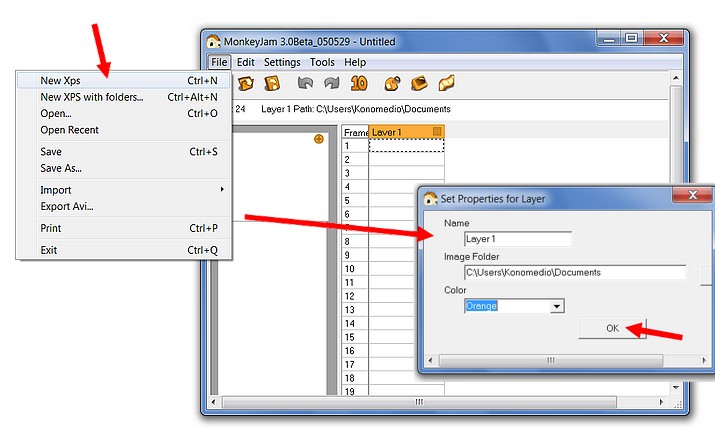 MonkeyJam 3.0Beta_050529 - Untitled
File Edit Settings Tools Help
New Xps Ctrl+N
New XPS with folders... Ctrl+Alt+N
Open... Ctrl+O
Open Recent
Save Ctrl+S
Save As...
Import
Export Avi...
Print Ctrl+P
Exit Ctrl+Q
10
24 Layer 1 Path: C:\Users\Konomedio\Documents
Frame Layer 1
1
2
3
4
5
6
7
8
9
10
11
12
13
14
15
16
17
18
19
Set Properties for Layer
Name
Layer 1
Image Folder
C:\Users\Konomedio\Documents
Color
Orange
OK